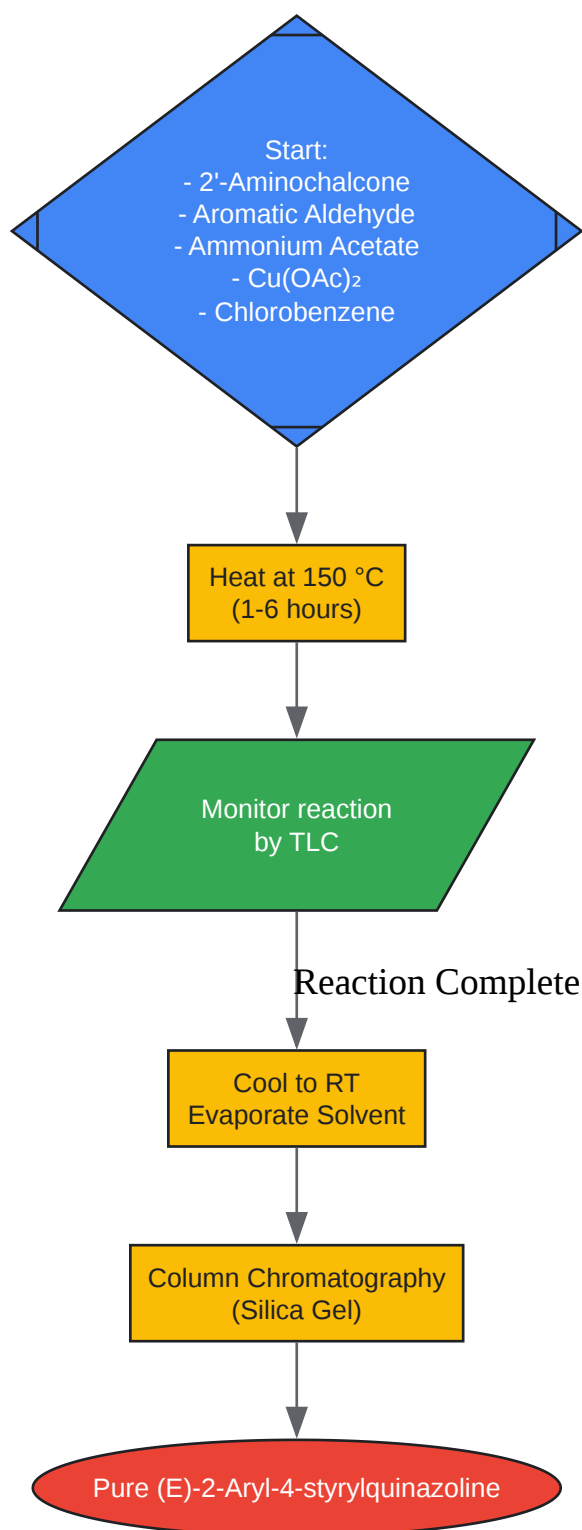 Start:
- 2'-Aminochalcone
- Aromatic Aldehyde
- Ammonium Acetate
- Cu(OAc)₂
- Chlorobenzene
Heat at 150 °C
(1-6 hours)
Monitor reaction
by TLC
Reaction Complete
Cool to RT
Evaporate Solvent
Column Chromatography
(Silica Gel)
Pure (E)-2-Aryl-4-styrylquinazoline